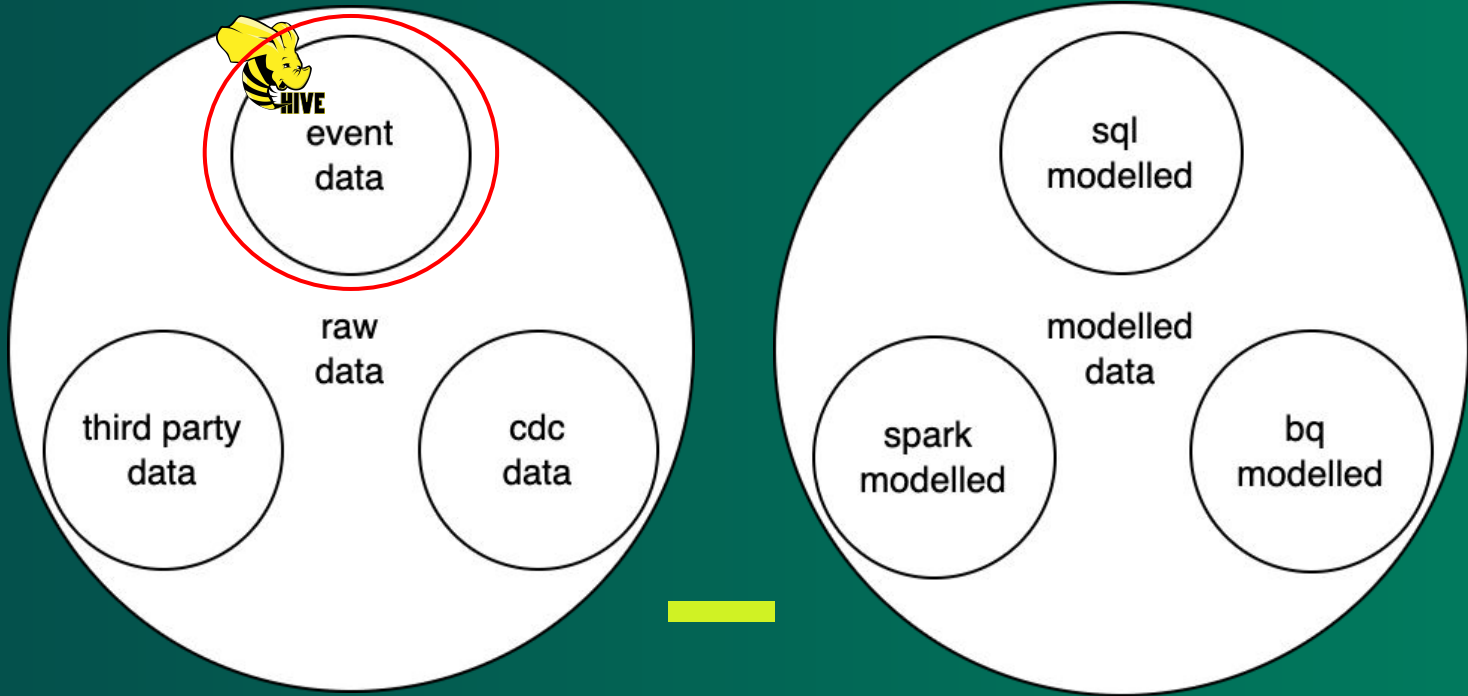 HIVE
event
data
raw
data
third party
data
cdc
data
sql
modelled
modelled
data
spark
modelled
bq
modelled